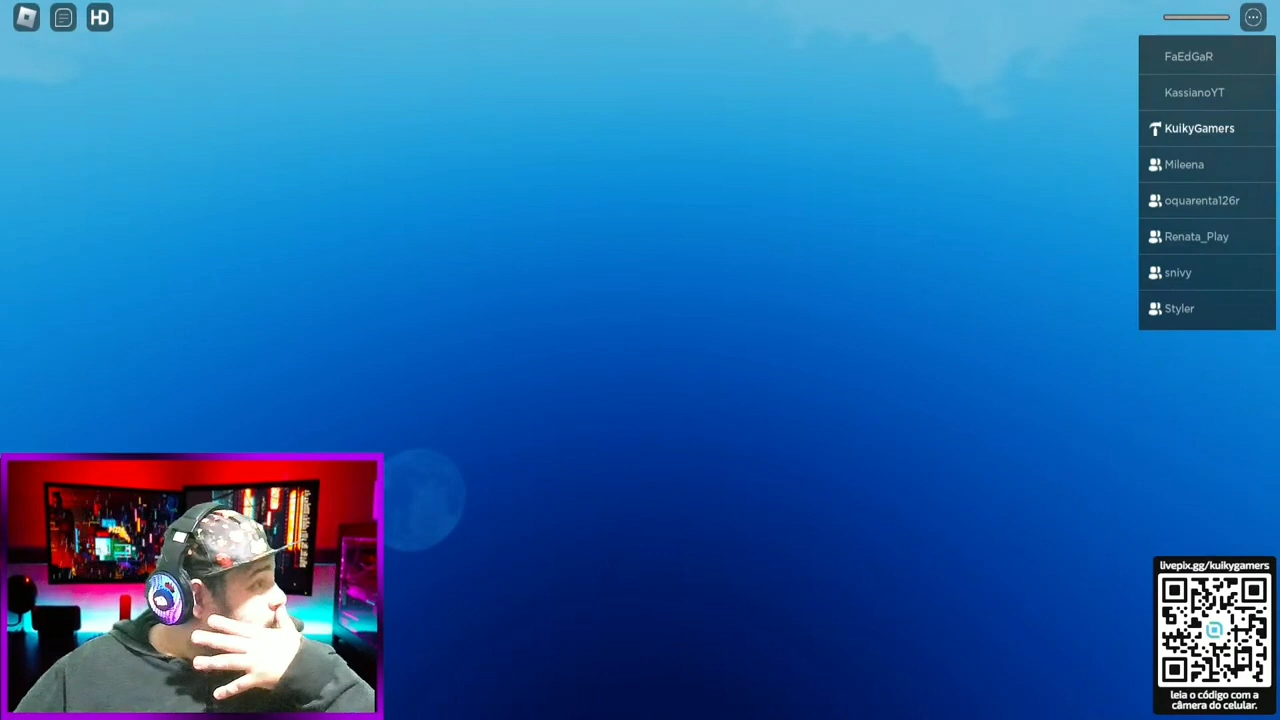 HD
FaEdGaR
KassianoYT
KuikyGamers
Mileena
oquarenta126r
Renata_Play
snivy
Styler
livepix.gg/kuikygamers
leia o código com a
câmera do celular.